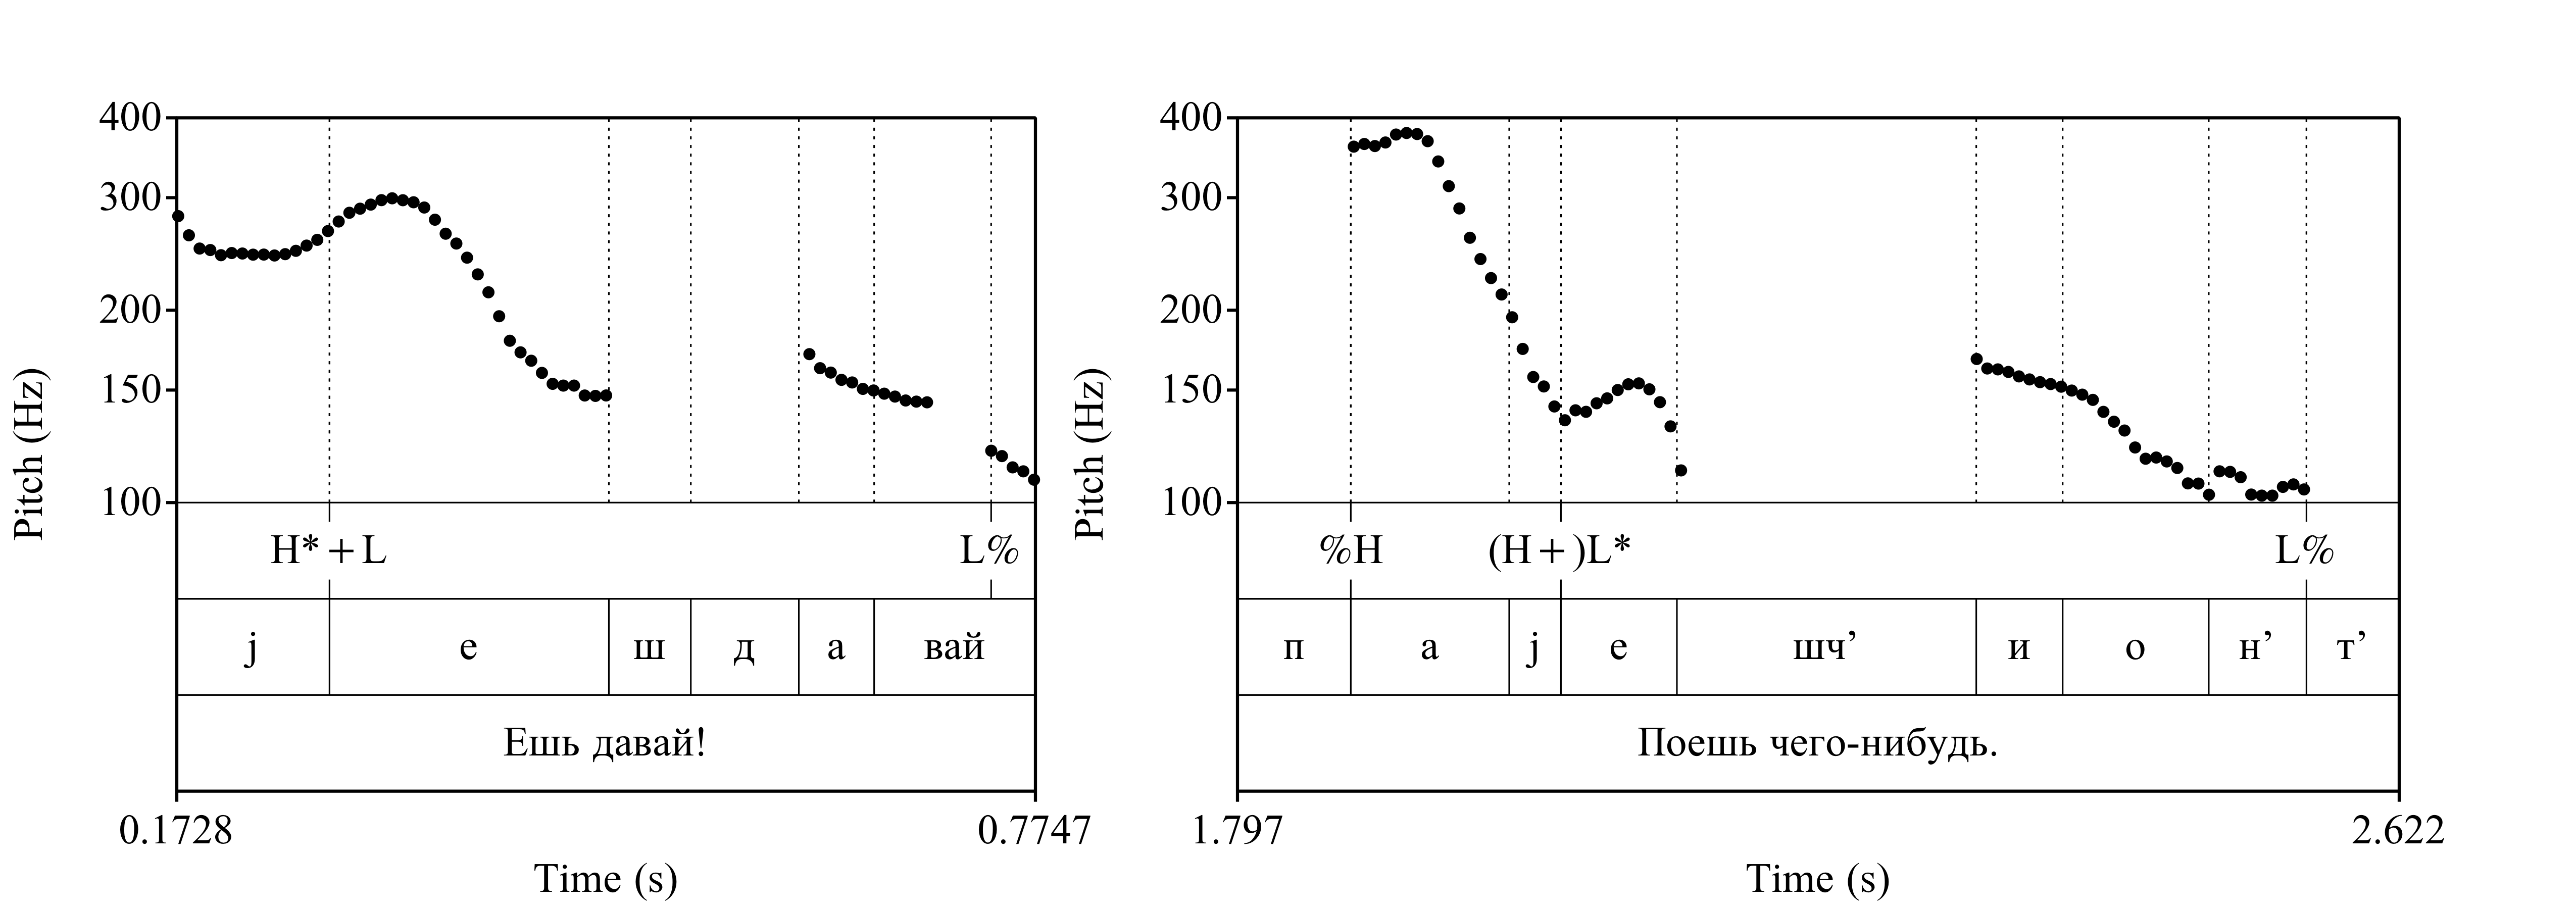 400
300
200
150
100
Pitch (Hz)
H* + L L%
j е ш д а вай
Ешь давай!
0.1728 0.7747
Time (s)
400
300
200
150
100
Pitch (Hz)
%H (H + )L* L%
п а j е шч’ и о н’ т’
Поешь чего-нибудь.
1.797 2.622
Time (s)